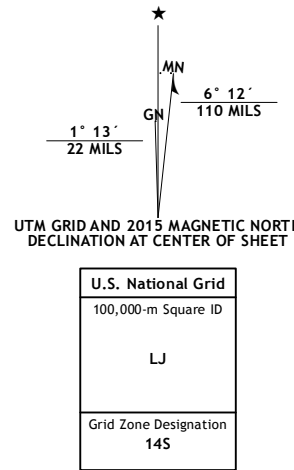 ★
MN
GN
6° 12´
110 MILS
1° 13´
22 MILS
UTM GRID AND 2015 MAGNETIC NORTH
DECLINATION AT CENTER OF SHEET
U.S. National Grid
100,000-m Square ID
LJ
Grid Zone Designation
14S